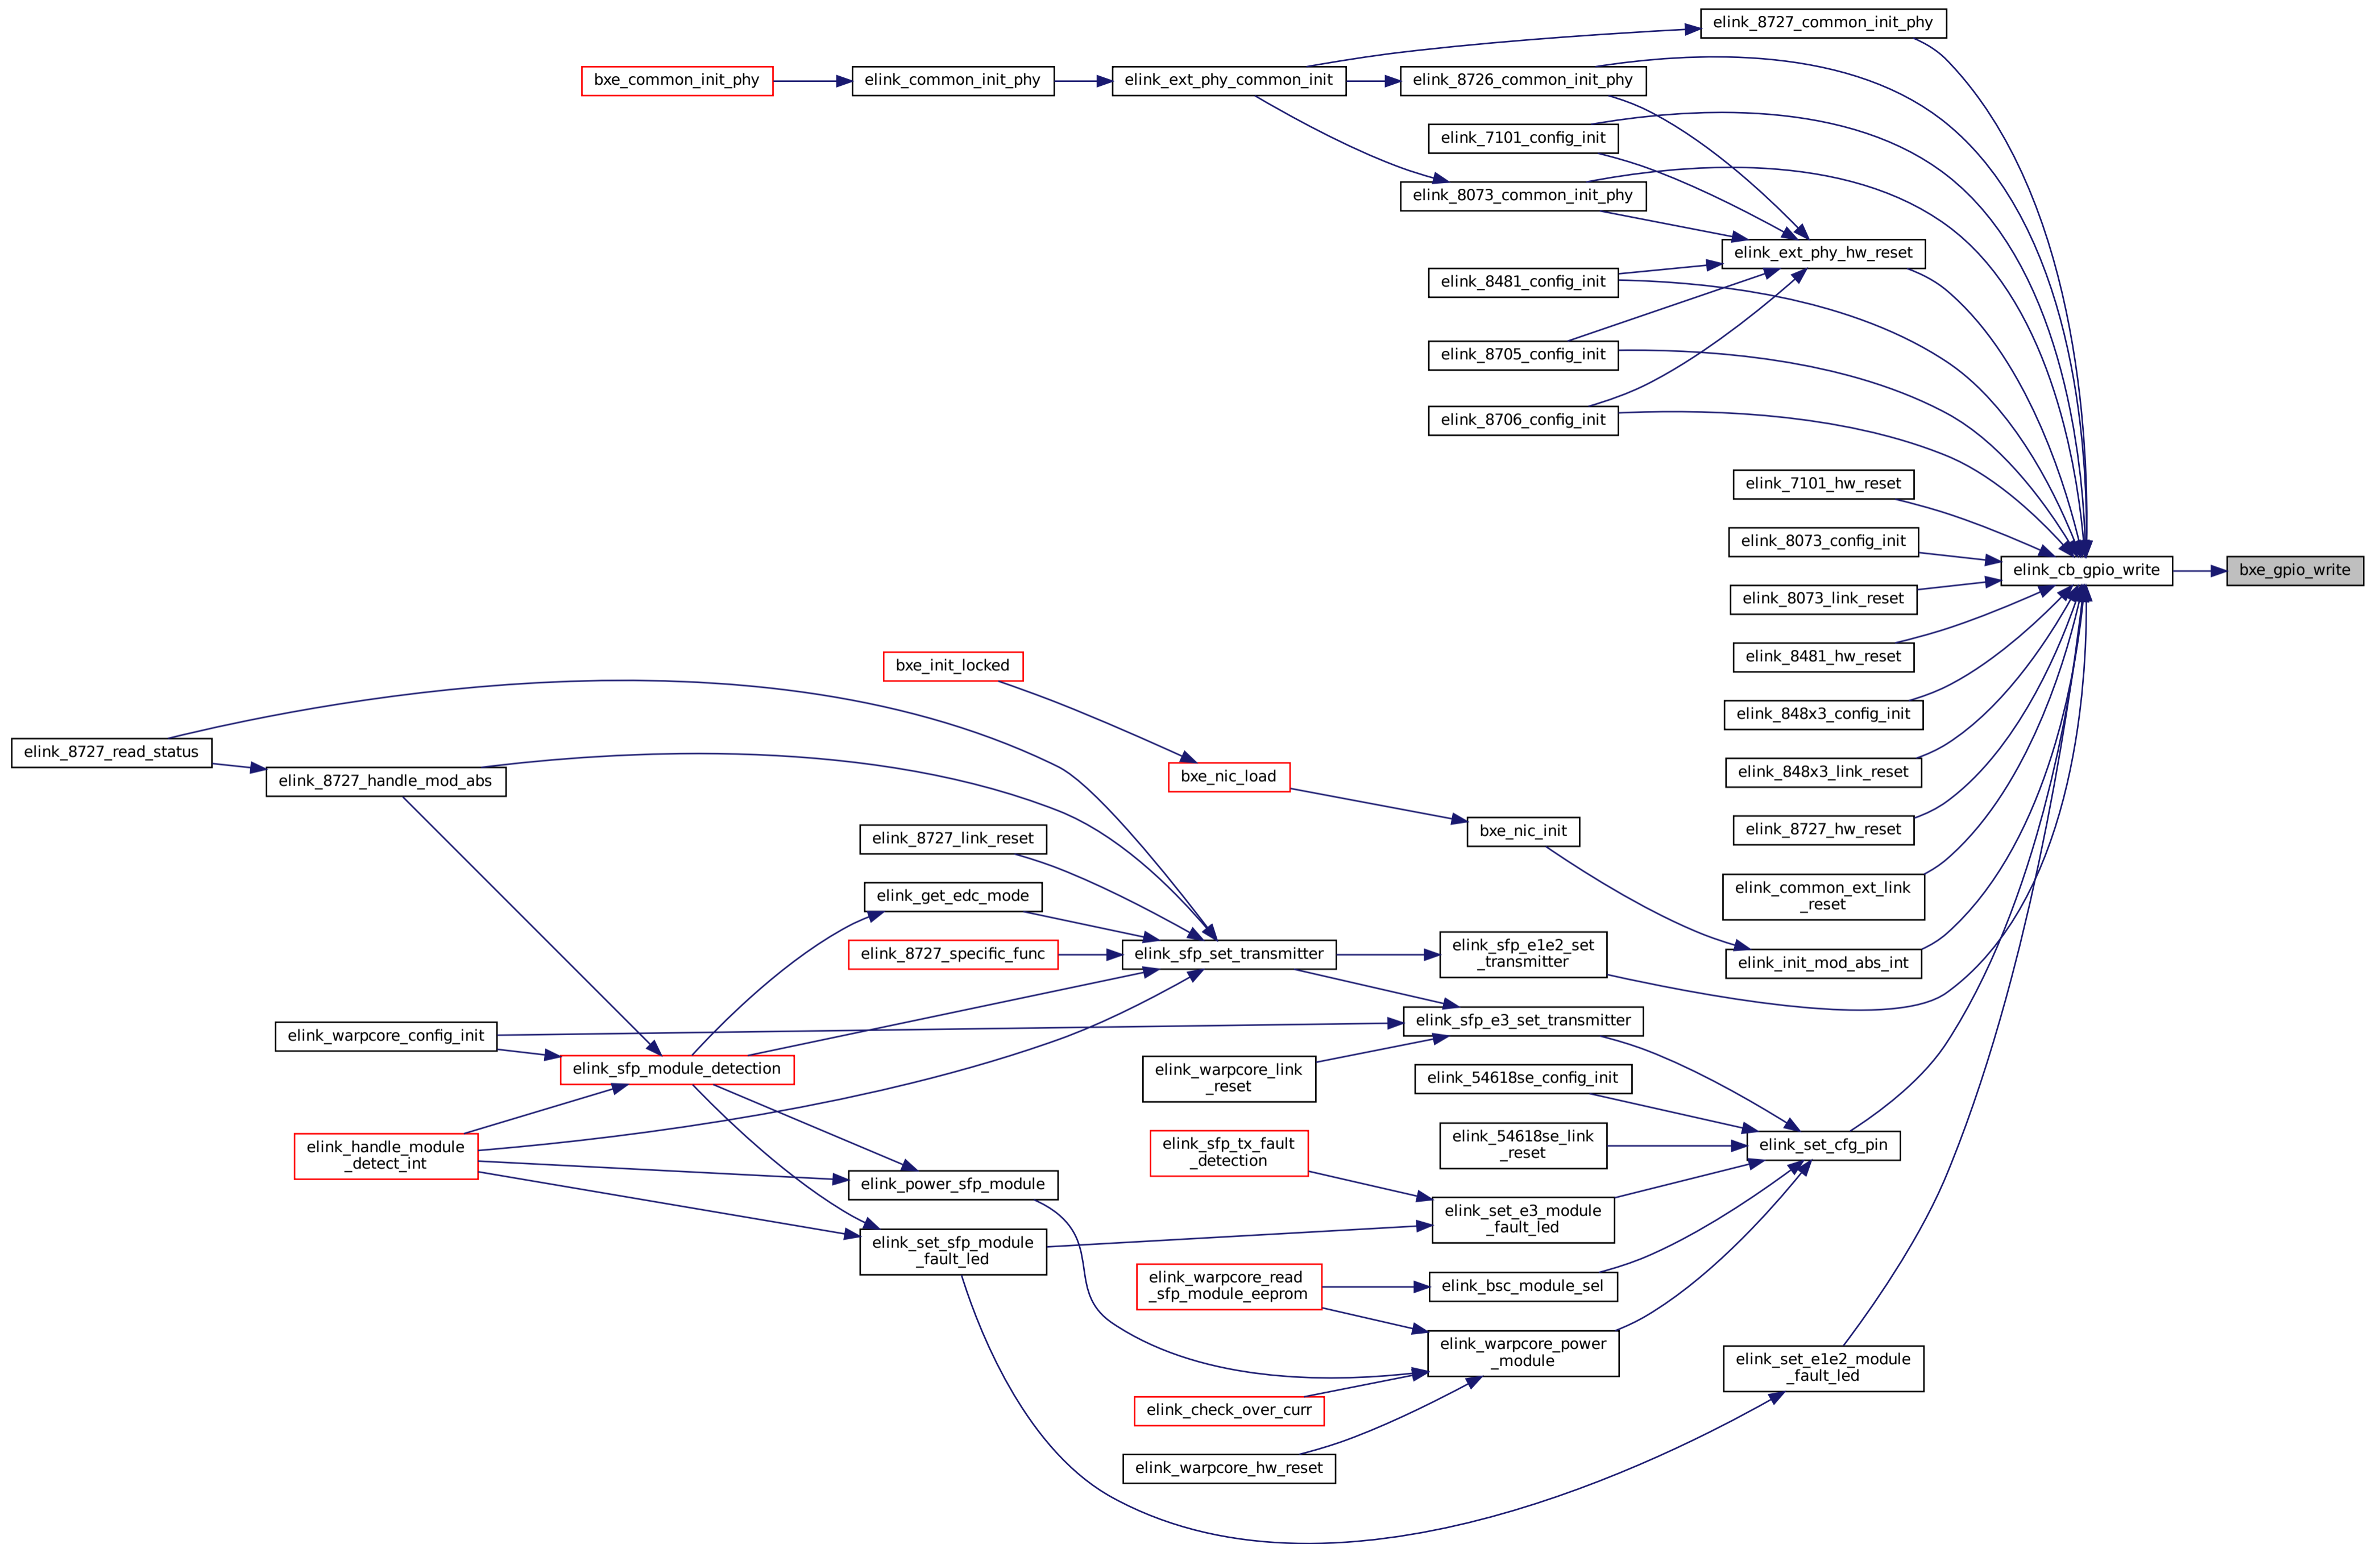 elink_8727_common_init_phy
bxe_common_init_phy
elink_common_init_phy
elink_ext_phy_common_init
elink_8726_common_init_phy
elink_7101_config_init
elink_8073_common_init_phy
elink_ext_phy_hw_reset
elink_8481_config_init
elink_8705_config_init
elink_8706_config_init
elink_7101_hw_reset
elink_8073_config_init
elink_cb_gpio_write
bxe_gpio_write
elink_8073_link_reset
elink_8481_hw_reset
bxe_init_locked
elink_848x3_config_init
elink_8727_read_status
elink_8727_handle_mod_abs
bxe_nic_load
elink_848x3_link_reset
elink_8727_link_reset
bxe_nic_init
elink_8727_hw_reset
elink_get_edc_mode
elink_common_ext_link
_reset
elink_8727_specific_func
elink_sfp_set_transmitter
elink_sfp_e1e2_set
_transmitter
elink_init_mod_abs_int
elink_warpcore_config_init
elink_sfp_e3_set_transmitter
elink_sfp_module_detection
elink_warpcore_link
_reset
elink_54618se_config_init
elink_handle_module
_detect_int
elink_sfp_tx_fault
_detection
elink_54618se_link
_reset
elink_set_cfg_pin
elink_power_sfp_module
elink_set_e3_module
_fault_led
elink_set_sfp_module
_fault_led
elink_warpcore_read
_sfp_module_eeprom
elink_bsc_module_sel
elink_warpcore_power
_module
elink_set_e1e2_module
_fault_led
elink_check_over_curr
elink_warpcore_hw_reset